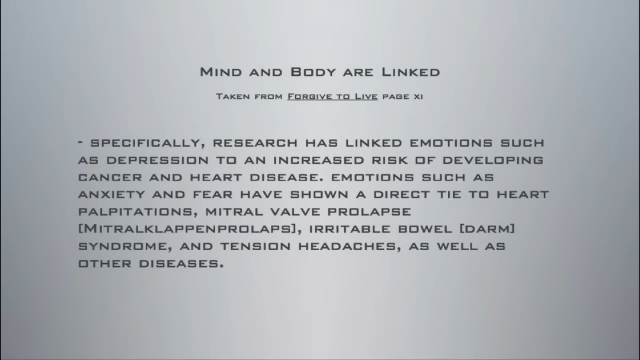 Mind and Body are Linked
Taken from Forgive to Live page xi
- specifically, research has linked emotions such
as depression to an increased risk of developing
cancer and heart disease. emotions such as
anxiety and fear have shown a direct tie to heart
palpitations, mitral valve prolapse
[Mitralklappenprolaps], irritable bowel [darm]
syndrome, and tension headaches, as well as
other diseases.